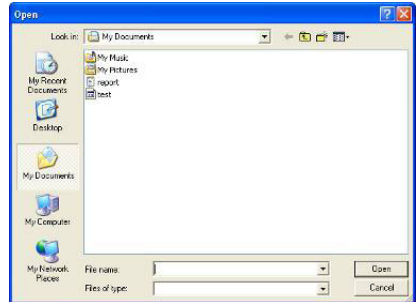 Open
Look in: My Documents
My Recent
Documents
Desktop
My Documents
My Computer
My Network
Places
My Music
My Pictures
report
test
File name:
Open
Files of type:
Cancel